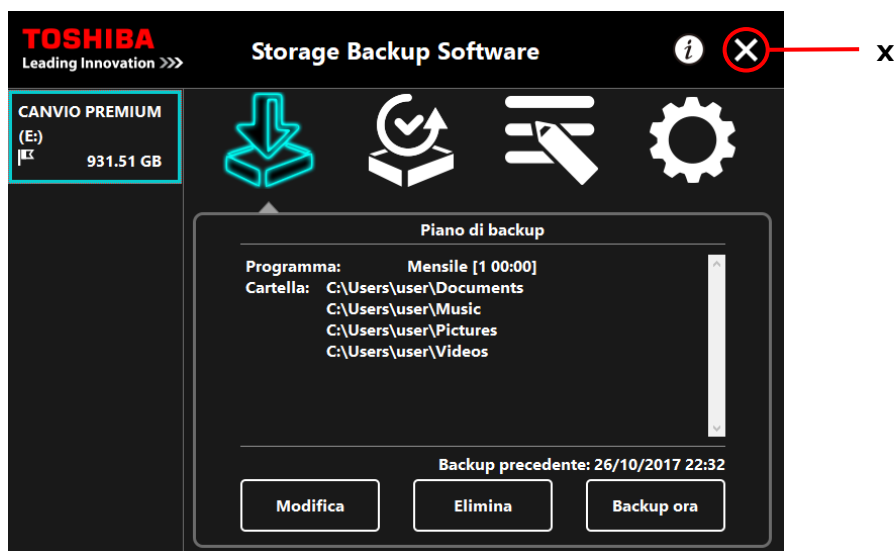 TOSHIBA
Leading Innovation >>>
Storage Backup Software
i
x
CANVIO PREMIUM
(E:)
931.51 GB
Piano di backup
Programma: Mensile [1 00:00]
Cartella: C:\Users\user\Documents
C:\Users\user\Music
C:\Users\user\Pictures
C:\Users\user\Videos
Backup precedente: 26/10/2017 22:32
Modifica Elimina Backup ora